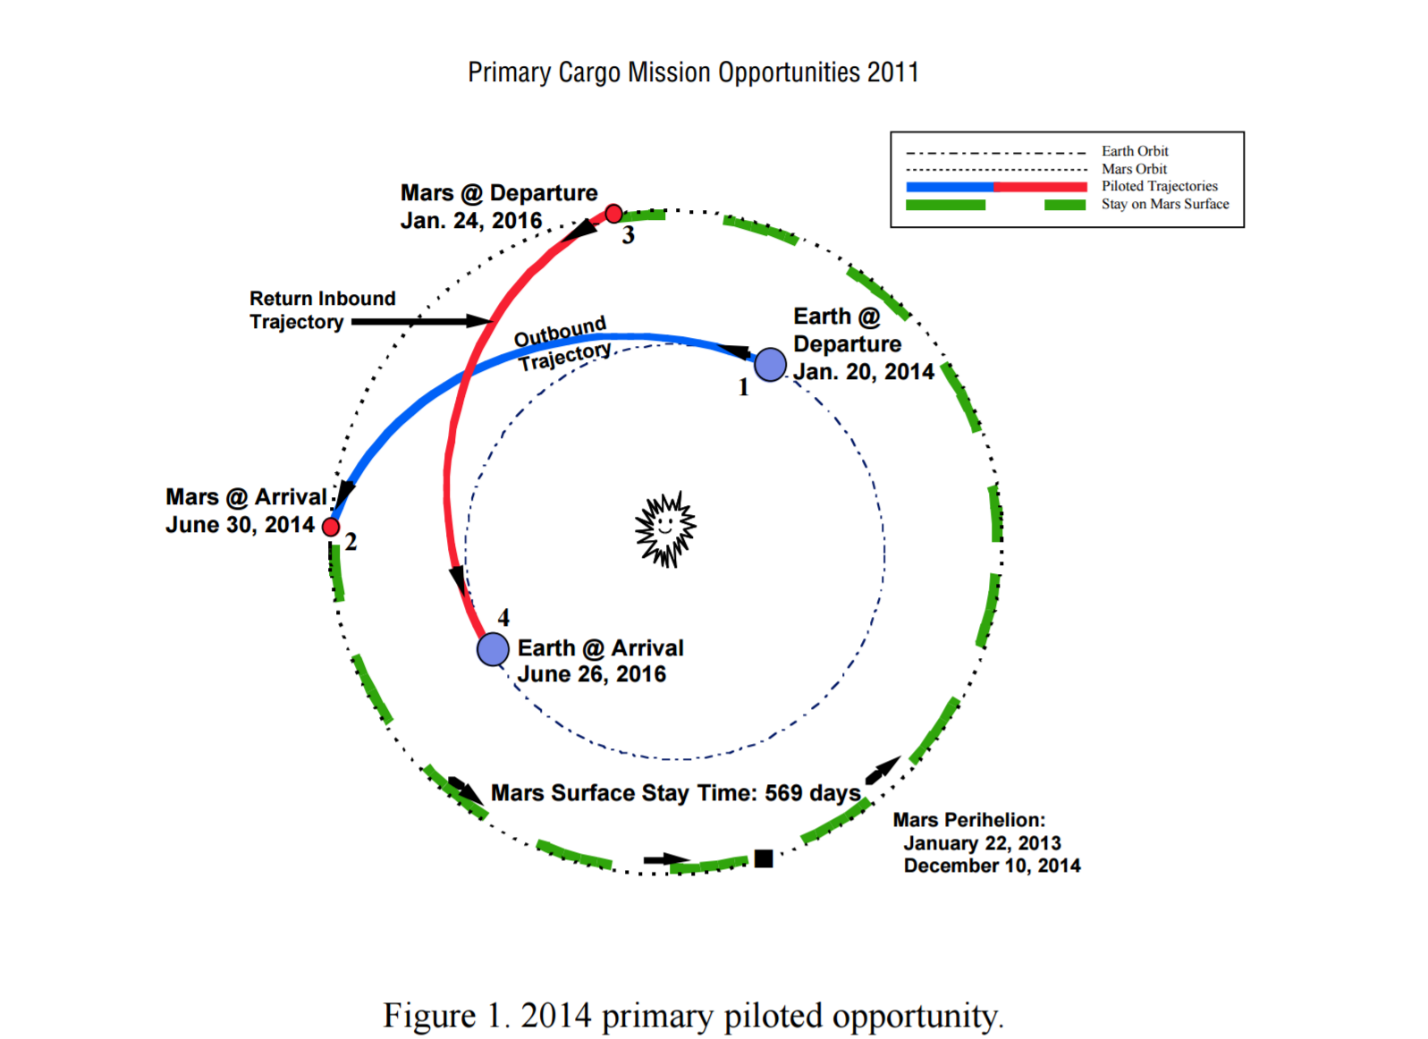 Primary Cargo Mission Opportunities 2011
Earth Orbit
Mars Orbit
Piloted Trajectories
Stay on Mars Surface
Mars @ Departure
Jan. 24, 2016
3
Return Inbound
Trajectory
Outbound
Trajectory
Earth @
Departure
Jan. 20, 2014
1
Mars @ Arrival
June 30, 2014
2
4
Earth @ Arrival
June 26, 2016
Mars Surface Stay Time: 569 days
Mars Perihelion:
January 22, 2013
December 10, 2014
Figure 1. 2014 primary piloted opportunity.